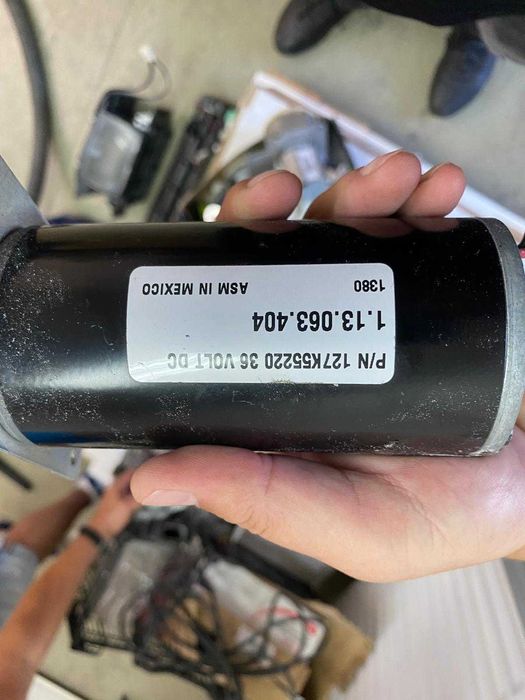 P/N 127K55220 36 VOLT DC
1.13.063.404
1380 ASM IN MEXICO